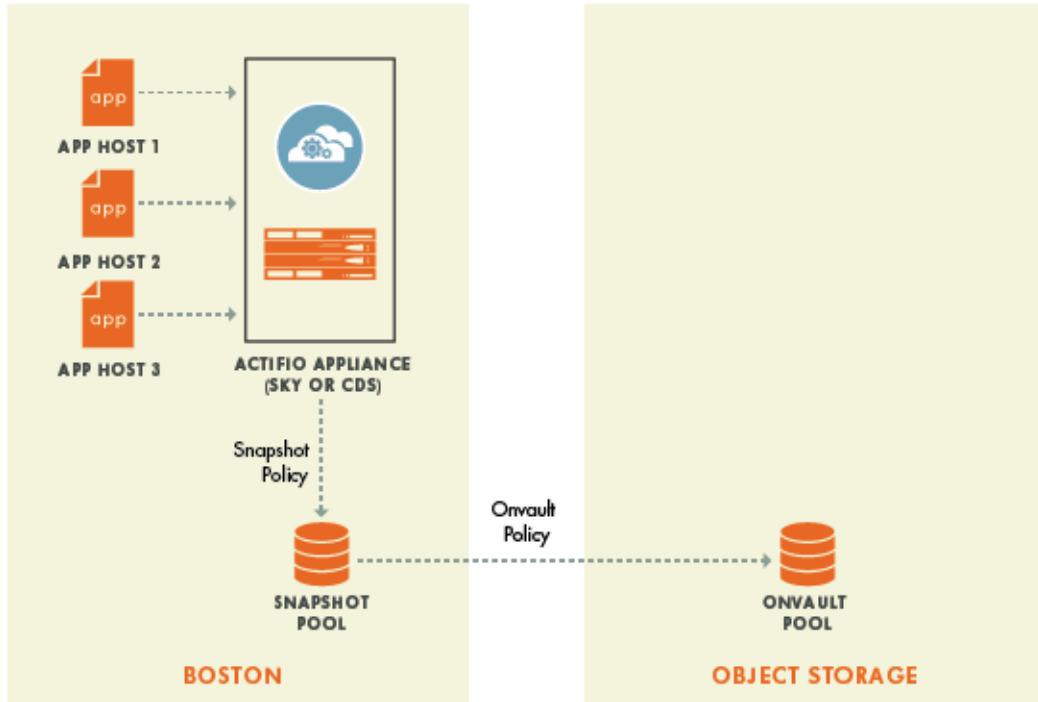 app
APP HOST 1
app
APP HOST 2
app
APP HOST 3
ACTIFIO APPLIANCE
(SKY OR CDS)
Snapshot
Policy
Onvault
Policy
SNAPSHOT
POOL
ONVAULT
POOL
BOSTON
OBJECT STORAGE